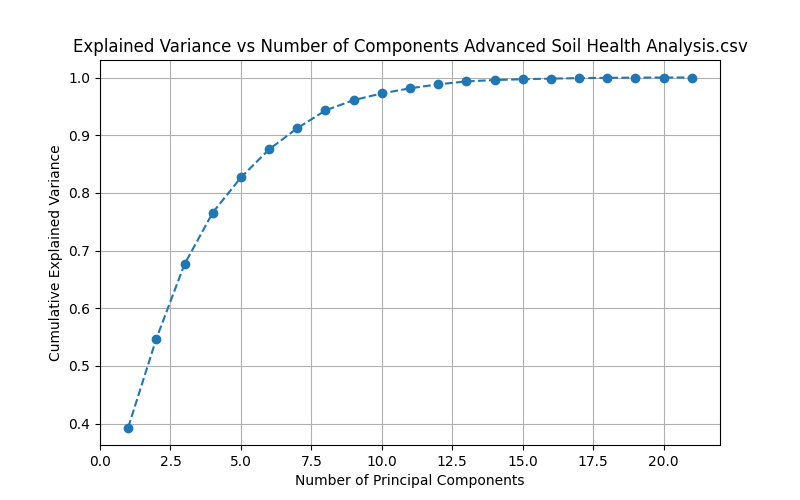 Explained Variance vs Number of Components Advanced Soil Health Analysis.csv
1.0
0.9
0.8
0.7
0.6
0.5
0.4
Cumulative Explained Variance
0.0 2.5 5.0 7.5 10.0 12.5 15.0 17.5 20.0
Number of Principal Components